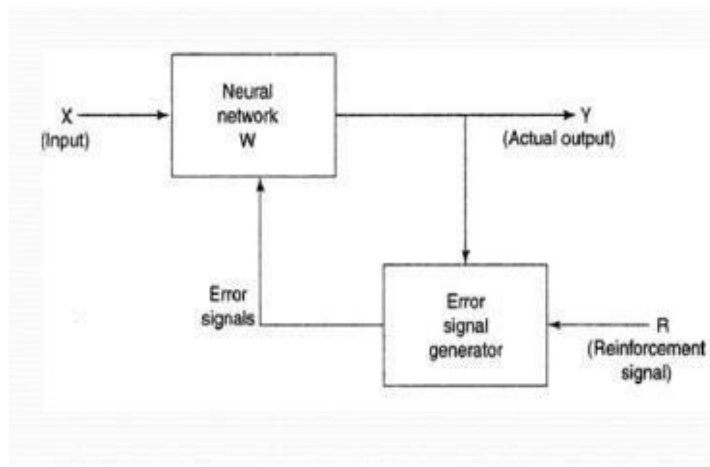 Neural
network
W
X
(Input)
Y
(Actual output)
Error
signals
Error
signal
generator
R
(Reinforcement
signal)